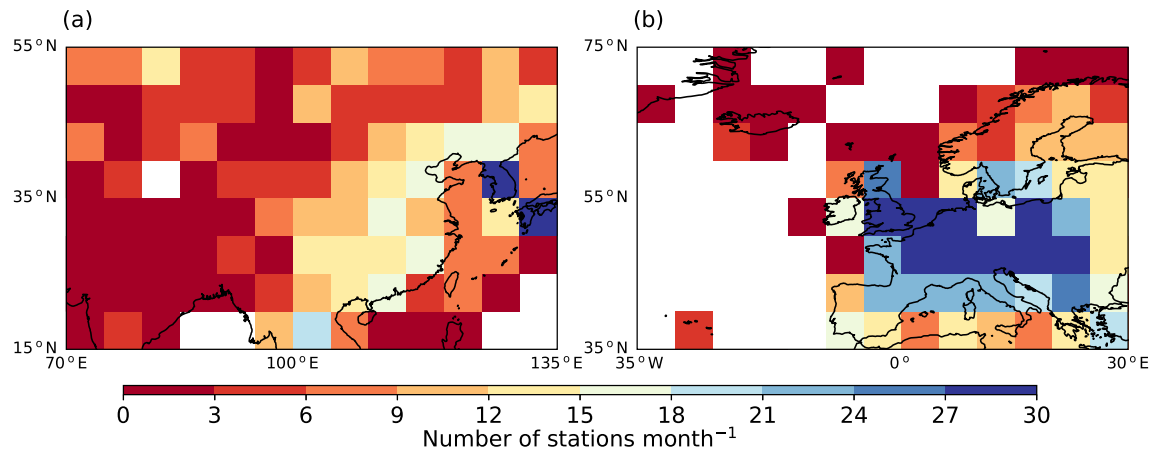 (a)
(b)
55°N
35°N
15°N
70°E
100°E
135°E
75°N
55°N
35°N
35°W
0°
30°E
0 3 6 9 12 15 18 21 24 27 30
Number of stations month⁻¹